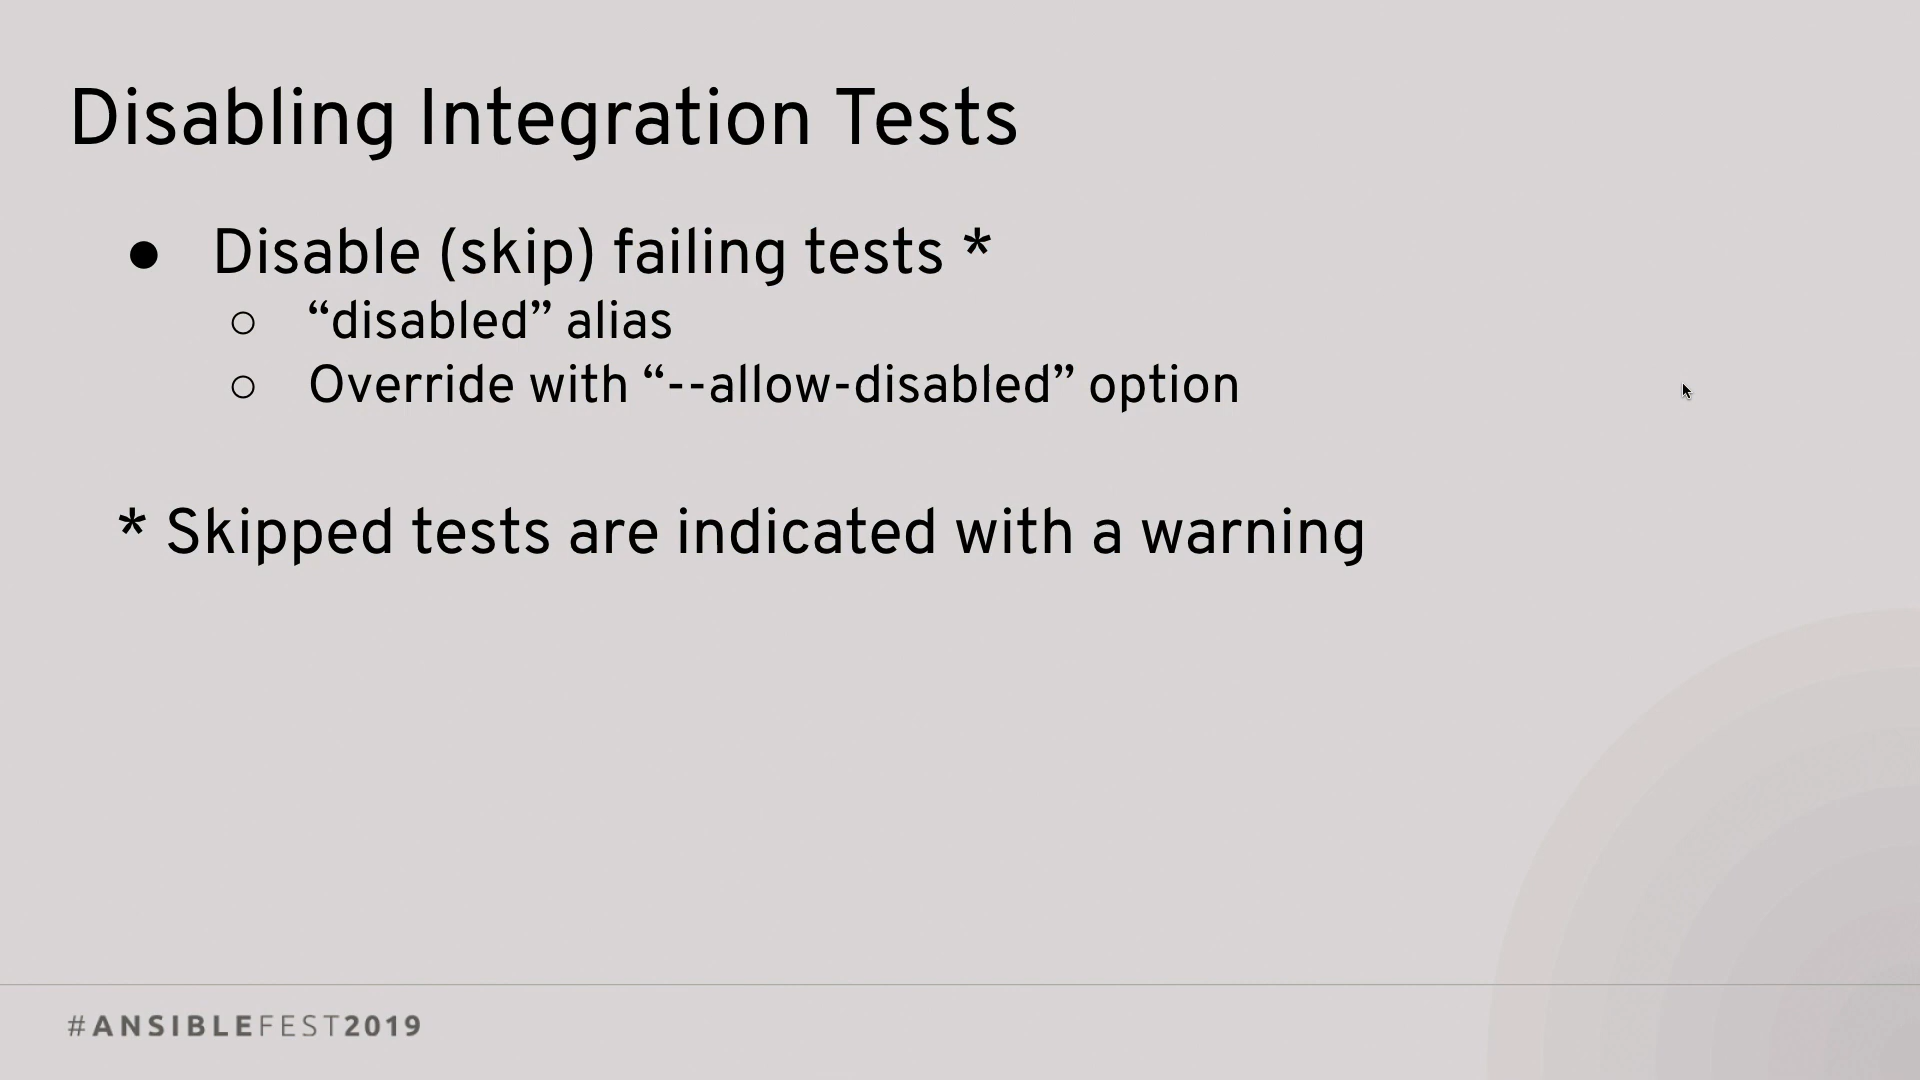 Disabling Integration Tests
● Disable (skip) failing tests *
○ “disabled” alias
○ Override with “--allow-disabled” option
* Skipped tests are indicated with a warning
#ANSIBLEFEST2019